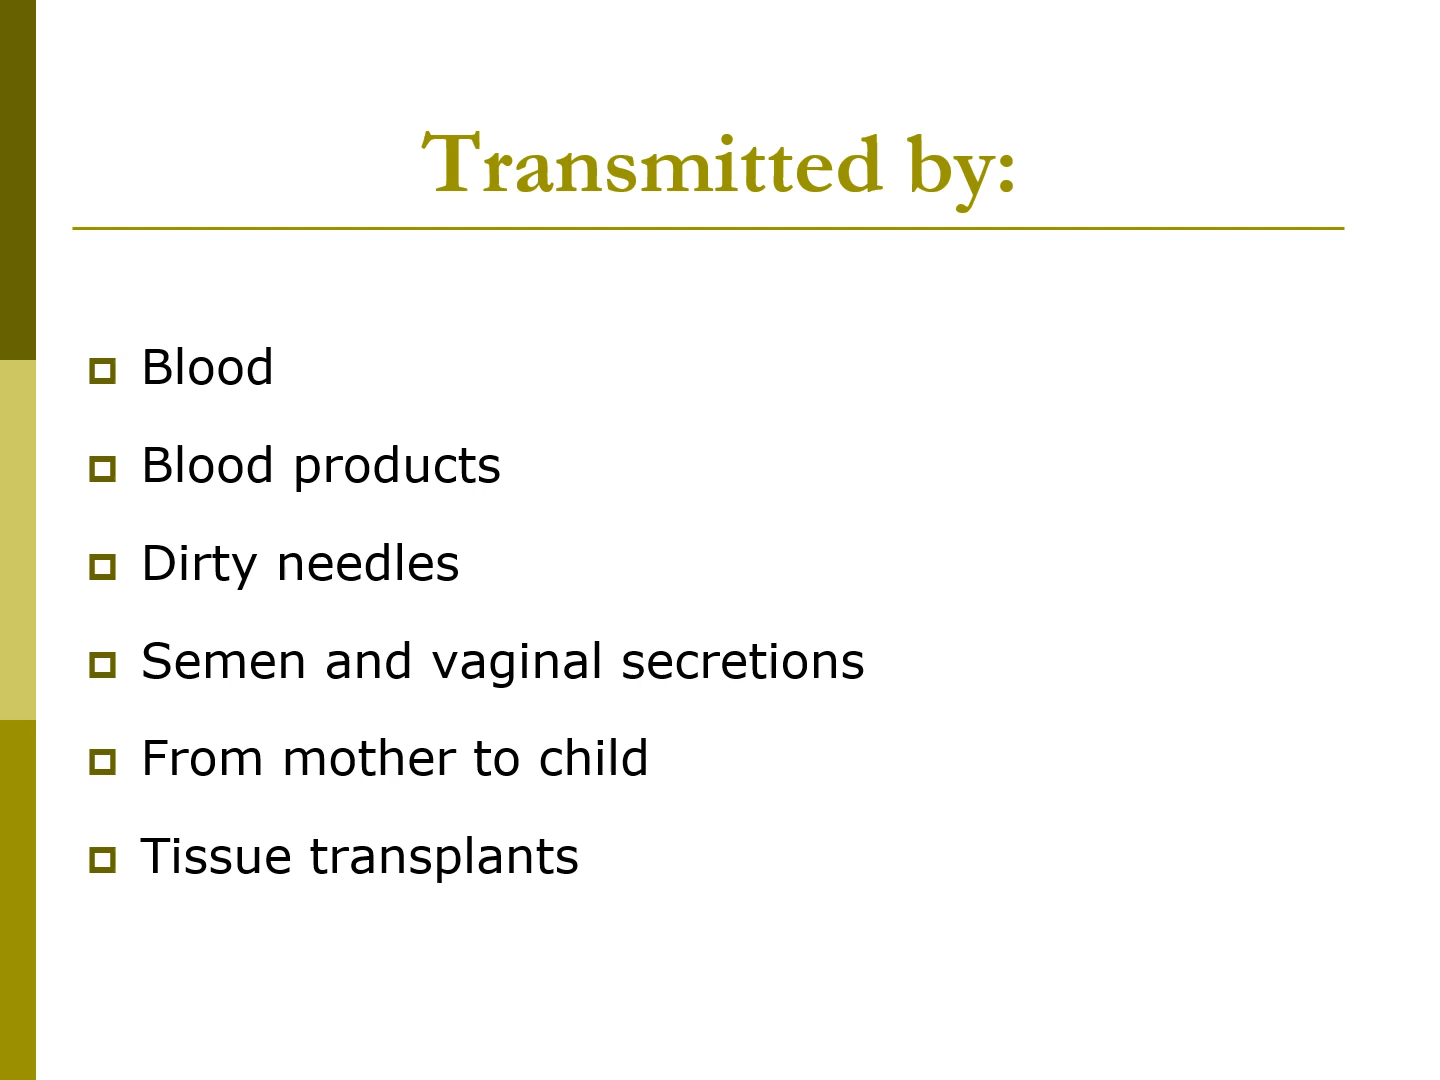 Transmitted by:
Blood
Blood products
Dirty needles
Semen and vaginal secretions
From mother to child
Tissue transplants